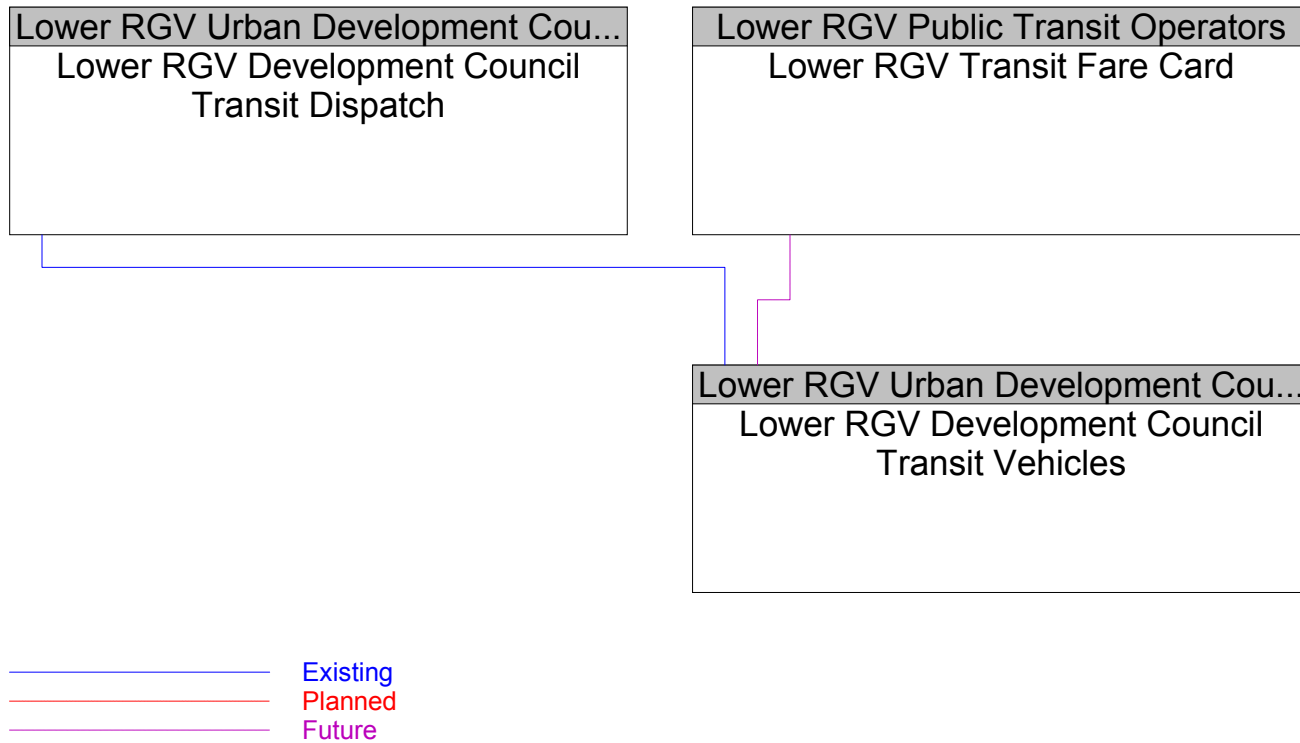 Lower RGV Urban Development Cou...
Lower RGV Development Council
Transit Dispatch
Lower RGV Public Transit Operators
Lower RGV Transit Fare Card
Lower RGV Urban Development Cou...
Lower RGV Development Council
Transit Vehicles
Existing
Planned
Future